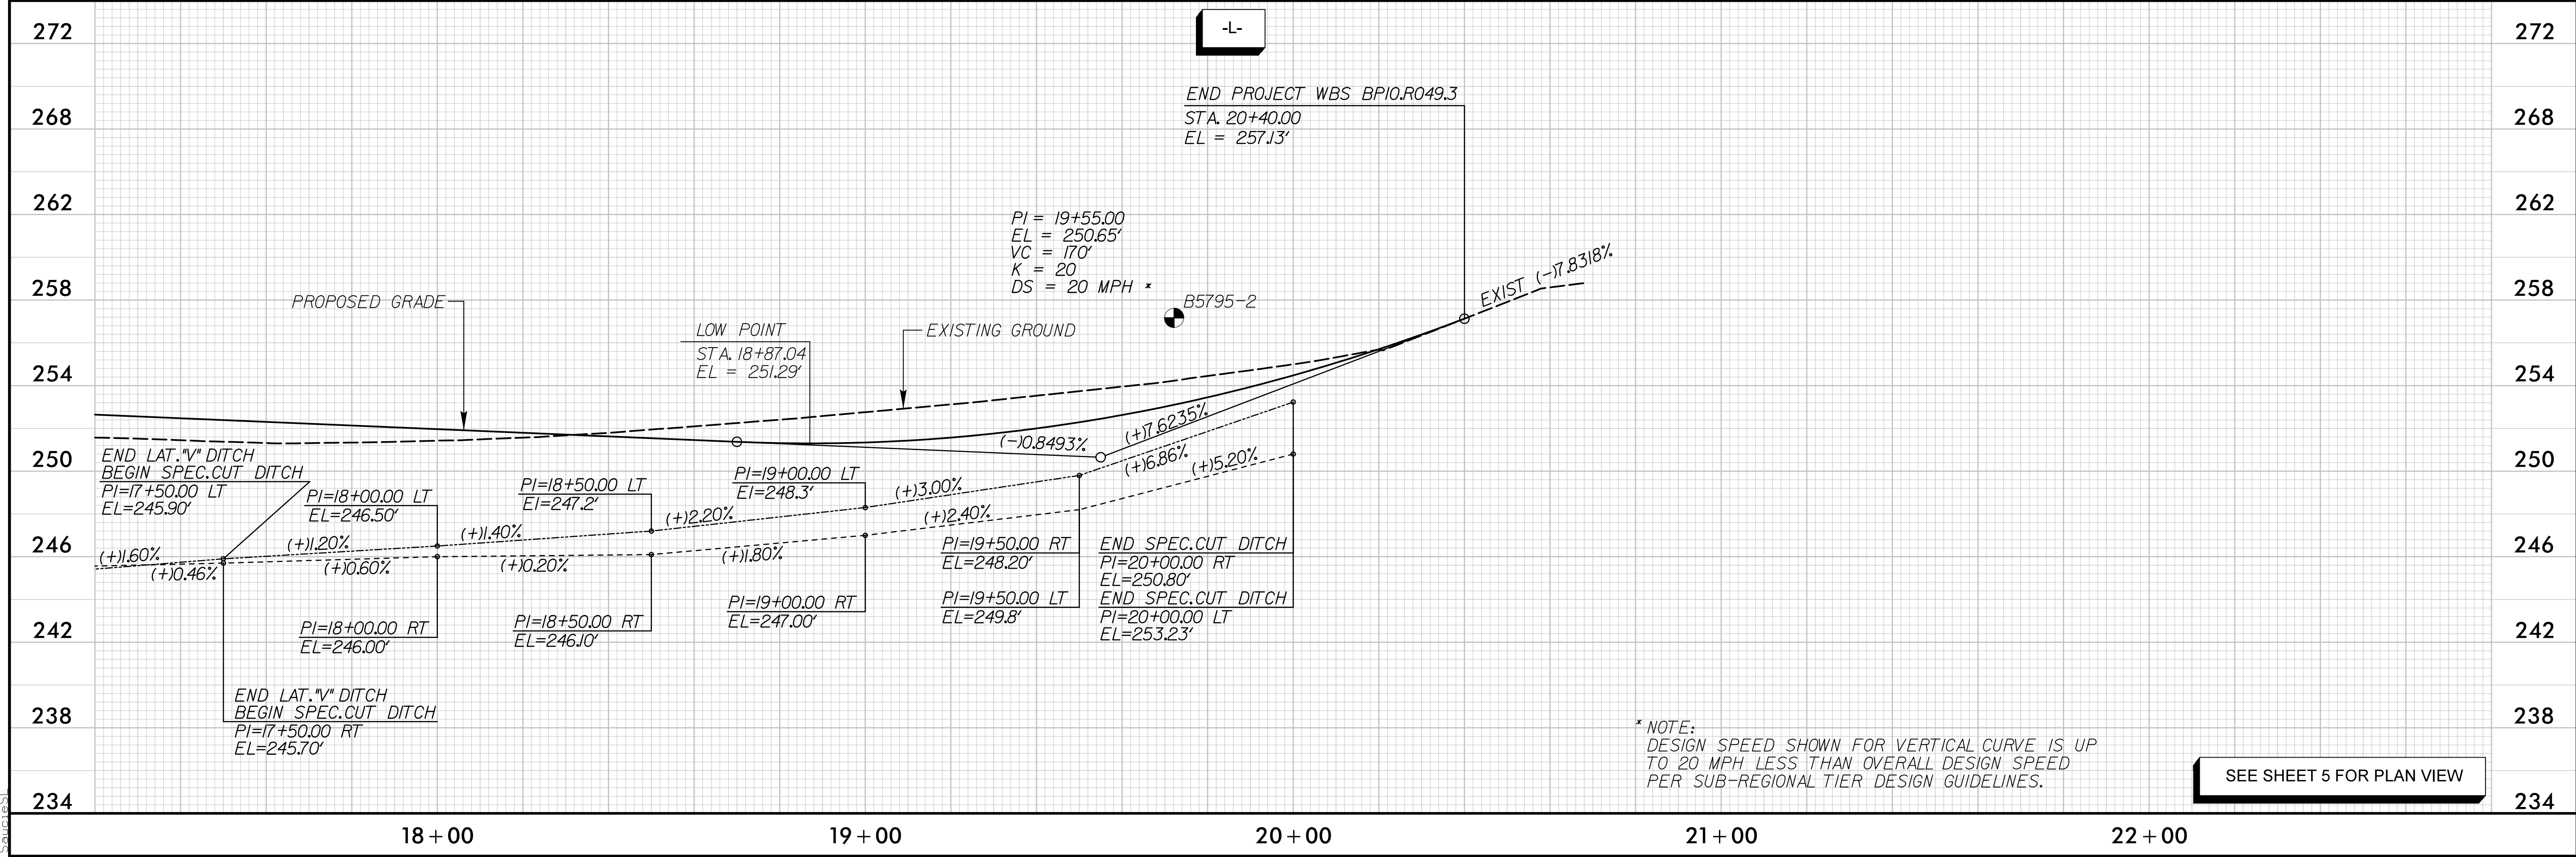 -L-
272
268
262
258
254
250
246
242
238
234
272
268
262
258
254
250
246
242
238
234
END PROJECT WBS BP10.R049.3
STA. 20+40.00
EL = 257.13'
PI = 19+55.00
EL = 250.65'
VC = 170'
K = 20
DS = 20 MPH *
B5795-2
EXIST (-)7.8318%
PROPOSED GRADE
LOW POINT
STA. 18+87.04
EL = 251.29'
EXISTING GROUND
(-)0.8493%
(+)7.6235%
(+)6.86%
(+)5.20%
END LAT. "V" DITCH
BEGIN SPEC. CUT DITCH
PI=17+50.00 LT
EL=245.90'
PI=18+00.00 LT
EL=246.50'
PI=18+50.00 LT
El=247.2'
PI=19+00.00 LT
El=248.3'
(+)1.60%
(+)1.20%
(+)1.40%
(+)2.20%
(+)3.00%
(+)0.46%
(+)0.60%
(+)0.20%
(+)1.80%
(+)2.40%
PI=18+00.00 RT
EL=246.00'
PI=18+50.00 RT
EL=246.10'
PI=19+00.00 RT
EL=247.00'
PI=19+50.00 RT
EL=248.20'
PI=19+50.00 LT
EL=249.8'
END SPEC. CUT DITCH
PI=20+00.00 RT
EL=250.80'
END SPEC. CUT DITCH
PI=20+00.00 LT
EL=253.23'
END LAT. "V" DITCH
BEGIN SPEC. CUT DITCH
PI=17+50.00 RT
EL=245.70'
* NOTE:
DESIGN SPEED SHOWN FOR VERTICAL CURVE IS UP
TO 20 MPH LESS THAN OVERALL DESIGN SPEED
PER SUB-REGIONAL TIER DESIGN GUIDELINES.
SEE SHEET 5 FOR PLAN VIEW
18+00
19+00
20+00
21+00
22+00